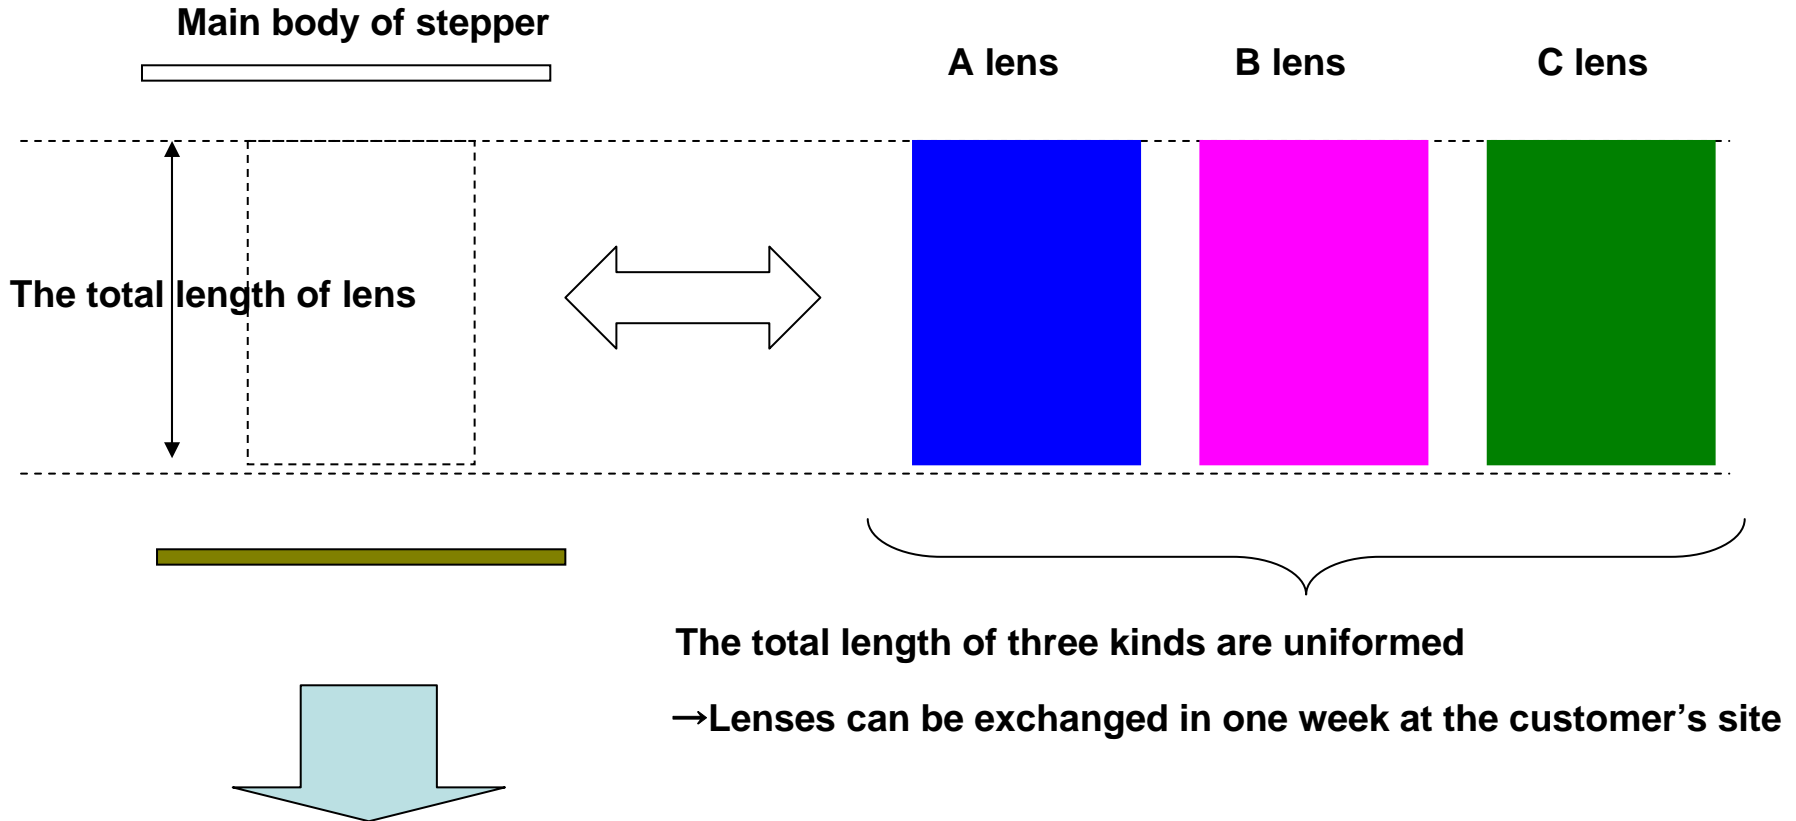 Main body of stepper
A lens
B lens
C lens
The total length of lens
The total length of three kinds are uniformed
→Lenses can be exchanged in one week at the customer’s site